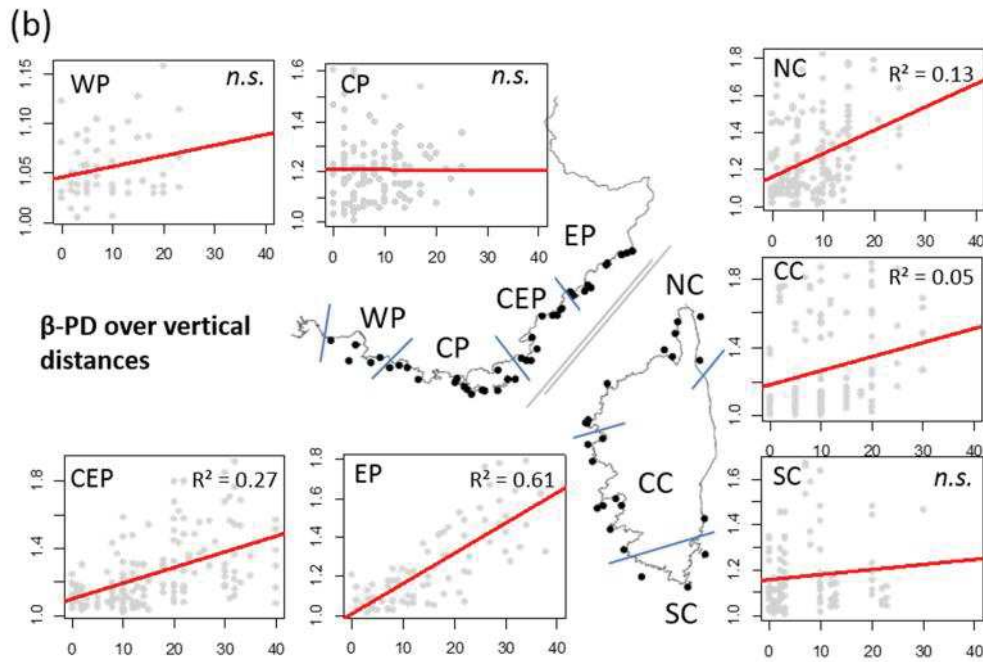 (b)
WP
n.s.
1.00 1.05 1.10 1.15
0 10 20 30 40
CP
n.s.
1.0 1.1 1.2 1.3 1.4 1.5 1.6
0 10 20 30 40
NC
R² = 0.13
1.0 1.2 1.4 1.6 1.8
0 10 20 30 40
EP
CEP
WP
CP
NC
β-PD over vertical
distances
CC
R² = 0.05
1.0 1.4 1.8
CC
SC
CEP
R² = 0.27
1.0 1.4 1.8
0 10 20 30 40
EP
R² = 0.61
1.0 1.2 1.4 1.6 1.8
0 10 20 30 40
SC
n.s.
1.0 1.2 1.4 1.6
0 10 20 30 40